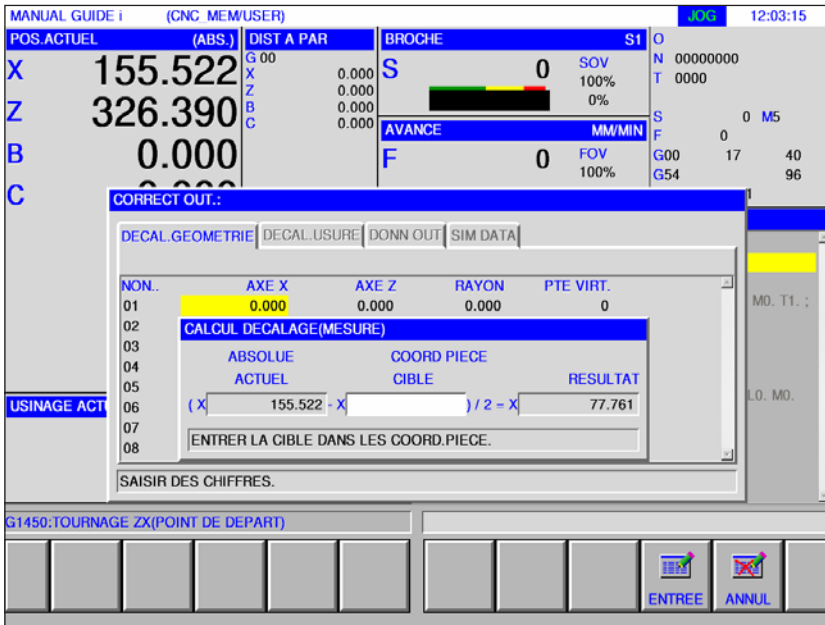 MANUAL GUIDE i (CNC_MEM/USER) JOG 12:03:15
POS.ACTUEL (ABS.)
X 155.522
Z 326.390
B 0.000
C
DIST A PAR
G 00
X 0.000
Z 0.000
B 0.000
C 0.000
BROCHE S1
S 0 SOV
100%
0%
AVANCE MM/MIN
F 0 FOV
100%
O
N 00000000
T 0000
S 0 M5
F 0
G00 17 40
G54 96
1
CORRECT OUT.:
DECAL.GEOMETRIE DECAL.USURE DONN OUT SIM DATA
NON.. AXE X AXE Z RAYON PTE VIRT.
01 0.000 0.000 0.000 0
02
03
04
05
06
07
08
CALCUL DECALAGE(MESURE)
ABSOLUE COORD PIECE
ACTUEL CIBLE RESULTAT
( X 155.522 - X ) / 2 = X 77.761
ENTRER LA CIBLE DANS LES COORD.PIECE.
SAISIR DES CHIFFRES.
M0. T1. ;
L0. M0.
USINAGE ACT
G1450:TOURNAGE ZX(POINT DE DEPART)
ENTREE ANNUL